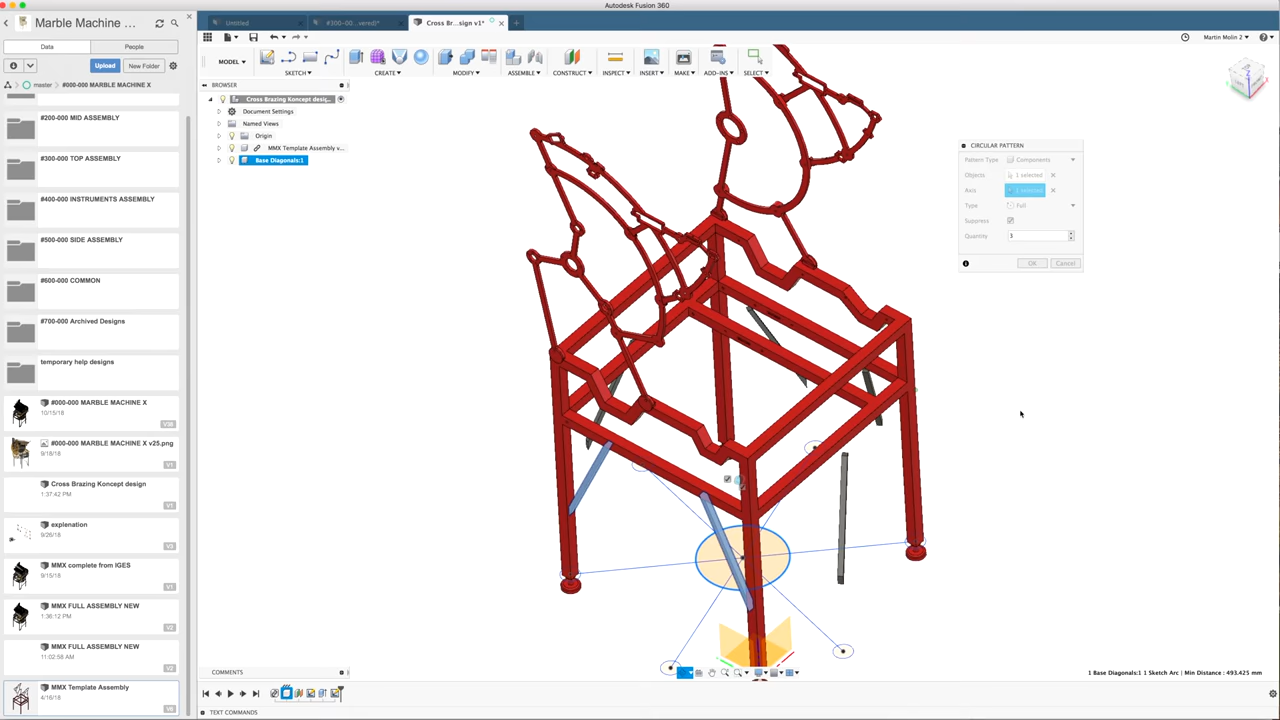 Autodesk Fusion 360
Marble Machine ...
Untitled
#300-00...vered)*
Cross Br...sign v1*
Martin Molin 2
Data
People
Upload
New Folder
master
#000-000 MARBLE MACHINE X
MODEL
SKETCH
CREATE
MODIFY
ASSEMBLE
CONSTRUCT
INSPECT
INSERT
MAKE
ADD-INS
SELECT
BROWSER
Cross Brazing Koncept desig...
Document Settings
Named Views
Origin
MMX Template Assembly v...
Base Diagonals:1
#200-000 MID ASSEMBLY
#300-000 TOP ASSEMBLY
#400-000 INSTRUMENTS ASSEMBLY
#500-000 SIDE ASSEMBLY
#600-000 COMMON
#700-000 Archived Designs
temporary help designs
#000-000 MARBLE MACHINE X
10/15/18
V38
#000-000 MARBLE MACHINE X v25.png
9/18/18
V1
Cross Brazing Koncept design
1:37:42 PM
V1
explenation
9/26/18
V3
MMX complete from IGES
9/15/18
V1
MMX FULL ASSEMBLY NEW
1:36:12 PM
V2
MMX FULL ASSEMBLY NEW
11:02:58 AM
V2
MMX Template Assembly
4/16/18
V6
CIRCULAR PATTERN
Pattern Type
Components
Objects
1 selected
Axis
1 selected
Type
Full
Suppress
Quantity
3
OK
Cancel
COMMENTS
1 Base Diagonals:1 1 Sketch Arc | Min Distance : 493.425 mm
TEXT COMMANDS